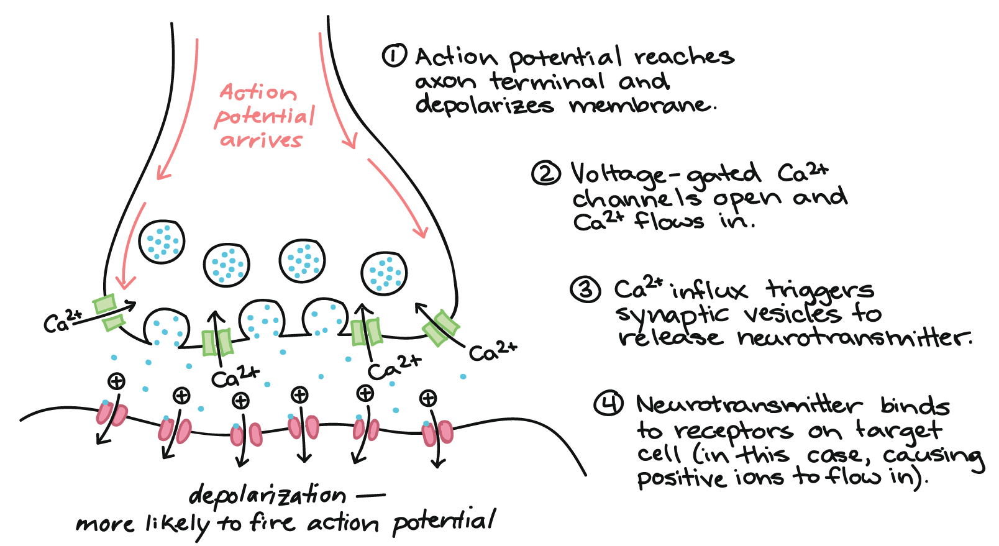 ① Action potential reaches
axon terminal and
depolarizes membrane.
Action
potential
arrives
② Voltage-gated Ca²⁺
channels open and
Ca²⁺ flows in.
③ Ca²⁺ influx triggers
synaptic vesicles to
release neurotransmitter.
Ca²⁺
Ca²⁺
Ca²⁺
Ca²⁺
⊕ ⊕ ⊕ ⊕ ⊕ ⊕
④ Neurotransmitter binds
to receptors on target
cell (in this case, causing
positive ions to flow in).
depolarization —
more likely to fire action potential